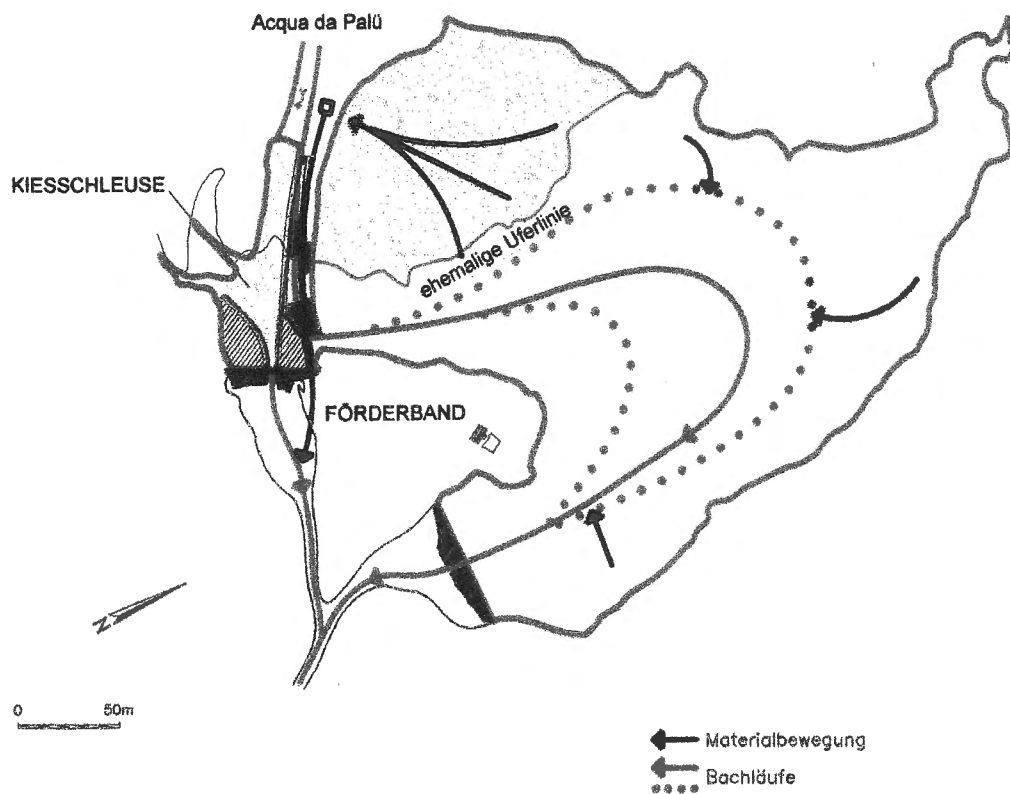 Acqua da Palü
KIESSCHLEUSE
ehemalige Uferlinie
FÖRDERBAND
N
0 50m
Materialbewegung
Bachläufe